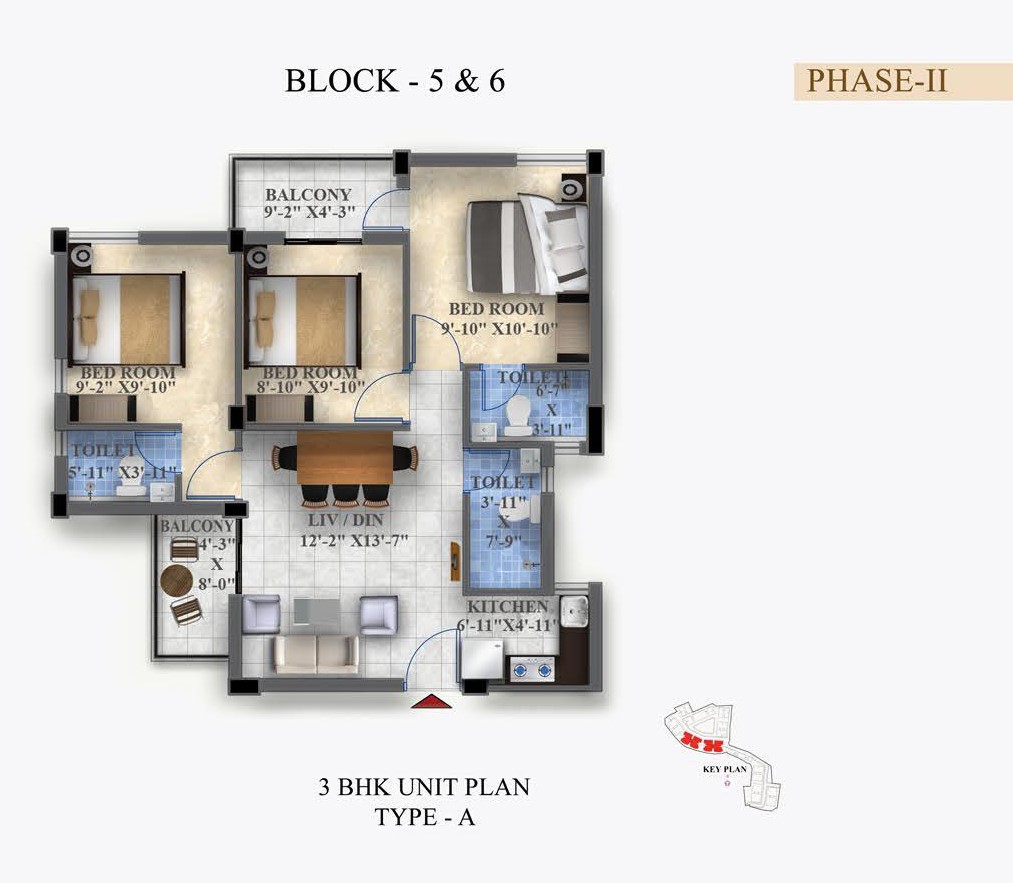 BLOCK - 5 & 6
PHASE-II
BALCONY
9'-2" X4'-3"
BED ROOM
9'-10" X10'-10"
BED ROOM
9'-2" X9'-10"
BED ROOM
8'-10" X9'-10"
TOILET
6'-7"
X
3'-11"
TOILET
5'-11" X3'-11"
TOILET
3'-11"
X
7'-9"
LIV / DIN
12'-2" X13'-7"
BALCONY
4'-3"
X
8'-0"
KITCHEN
6'-11"X4'-11"
KEY PLAN
3 BHK UNIT PLAN
TYPE - A